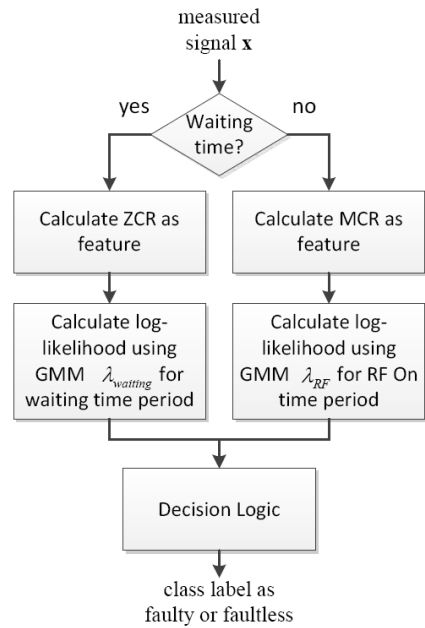 measured
signal x
yes
no
Waiting
time?
Calculate ZCR as
feature
Calculate MCR as
feature
Calculate log-
likelihood using
GMM λwaiting for
waiting time period
Calculate log-
likelihood using
GMM λRF for RF On
time period
Decision Logic
class label as
faulty or faultless